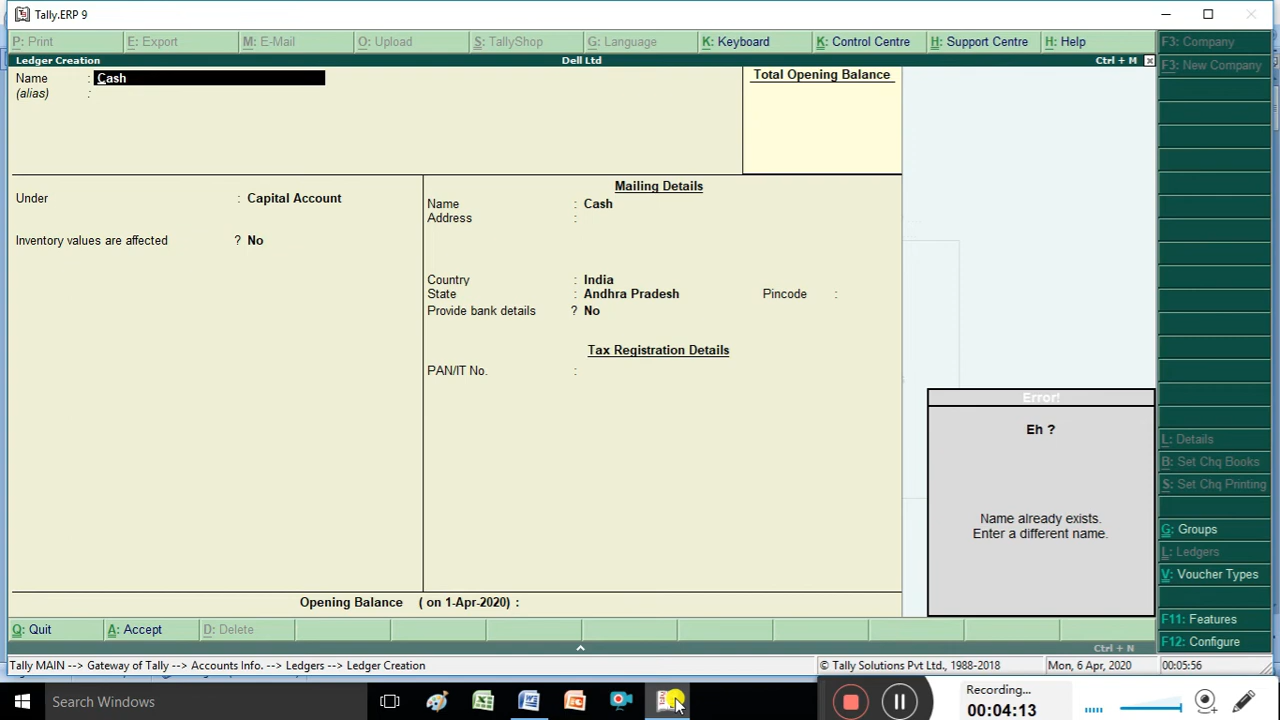 Tally.ERP 9
P: Print E: Export M: E-Mail O: Upload S: TallyShop G: Language K: Keyboard K: Control Centre H: Support Centre H: Help F3: Company
Ledger Creation Dell Ltd Ctrl + M
F3: New Company
Name : Cash
(alias) :
Total Opening Balance
Under : Capital Account
Inventory values are affected ? No
Mailing Details
Name : Cash
Address :
Country : India
State : Andhra Pradesh Pincode :
Provide bank details ? No
Tax Registration Details
PAN/IT No. :
Error!
Eh ?
Name already exists.
Enter a different name.
L: Details
B: Set Chq Books
S: Set Chq Printing
G: Groups
L: Ledgers
V: Voucher Types
F11: Features
F12: Configure
Opening Balance ( on 1-Apr-2020) :
Q: Quit A: Accept D: Delete
Ctrl + N
Tally MAIN --> Gateway of Tally --> Accounts Info. --> Ledgers --> Ledger Creation © Tally Solutions Pvt Ltd., 1988-2018 Mon, 6 Apr, 2020 00:05:56
Search Windows
Recording...
00:04:13